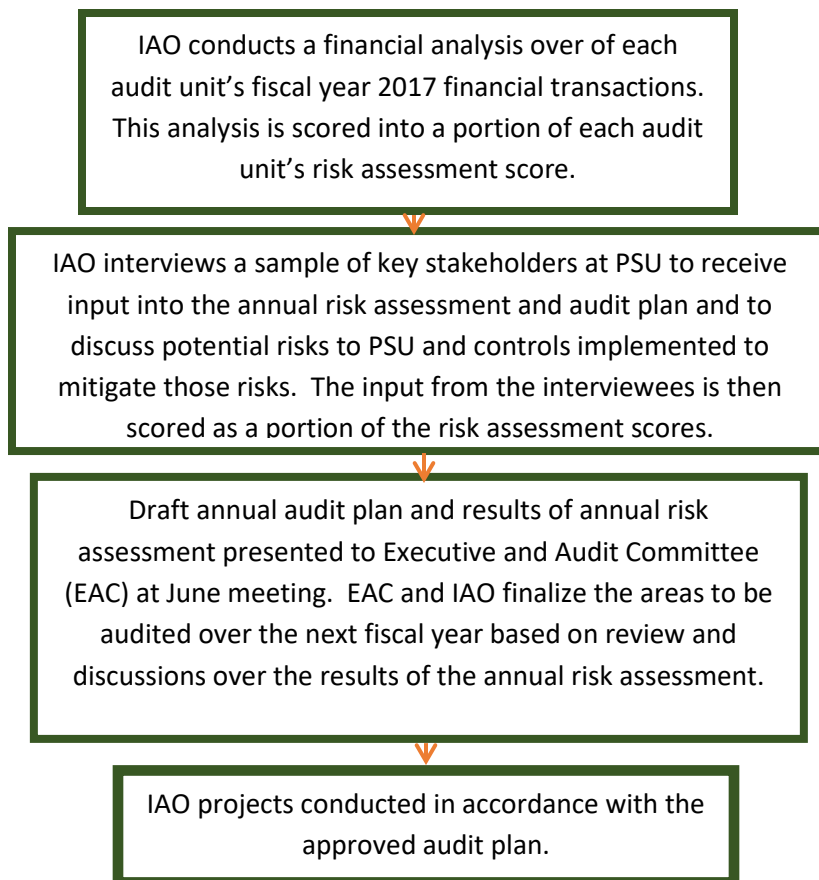 IAO conducts a financial analysis over of each
audit unit’s fiscal year 2017 financial transactions.
This analysis is scored into a portion of each audit
unit’s risk assessment score.
IAO interviews a sample of key stakeholders at PSU to receive
input into the annual risk assessment and audit plan and to
discuss potential risks to PSU and controls implemented to
mitigate those risks.  The input from the interviewees is then
scored as a portion of the risk assessment scores.
Draft annual audit plan and results of annual risk
assessment presented to Executive and Audit Committee
(EAC) at June meeting.  EAC and IAO finalize the areas to be
audited over the next fiscal year based on review and
discussions over the results of the annual risk assessment.
IAO projects conducted in accordance with the
approved audit plan.